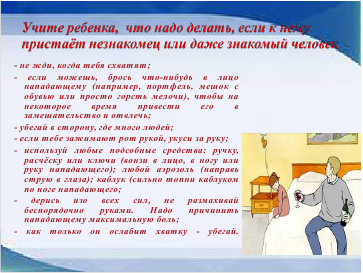 Учите ребенка, что надо делать, если к нему
пристаёт незнакомец или даже знакомый человек
- не жди, когда тебя схватят;
- если можешь, брось что-нибудь в лицо
нападающему (например, портфель, мешок с
обувью или просто горсть мелочи), чтобы на
некоторое время привести его в
замешательство и отвлечь;
- убегай в сторону, где много людей;
- если тебе зажимают рот рукой, укуси за руку;
- используй любые подсобные средства: ручку,
расчёску или ключи (вонзи в лицо, в ногу или
руку нападающего); любой аэрозоль (направь
струю в глаза); каблук (сильно топни каблуком
по ноге нападающего;
- дерись изо всех сил, не размахивай
беспорядочно руками. Надо причинить
нападающему максимальную боль;
- как только он ослабит хватку - убегай.